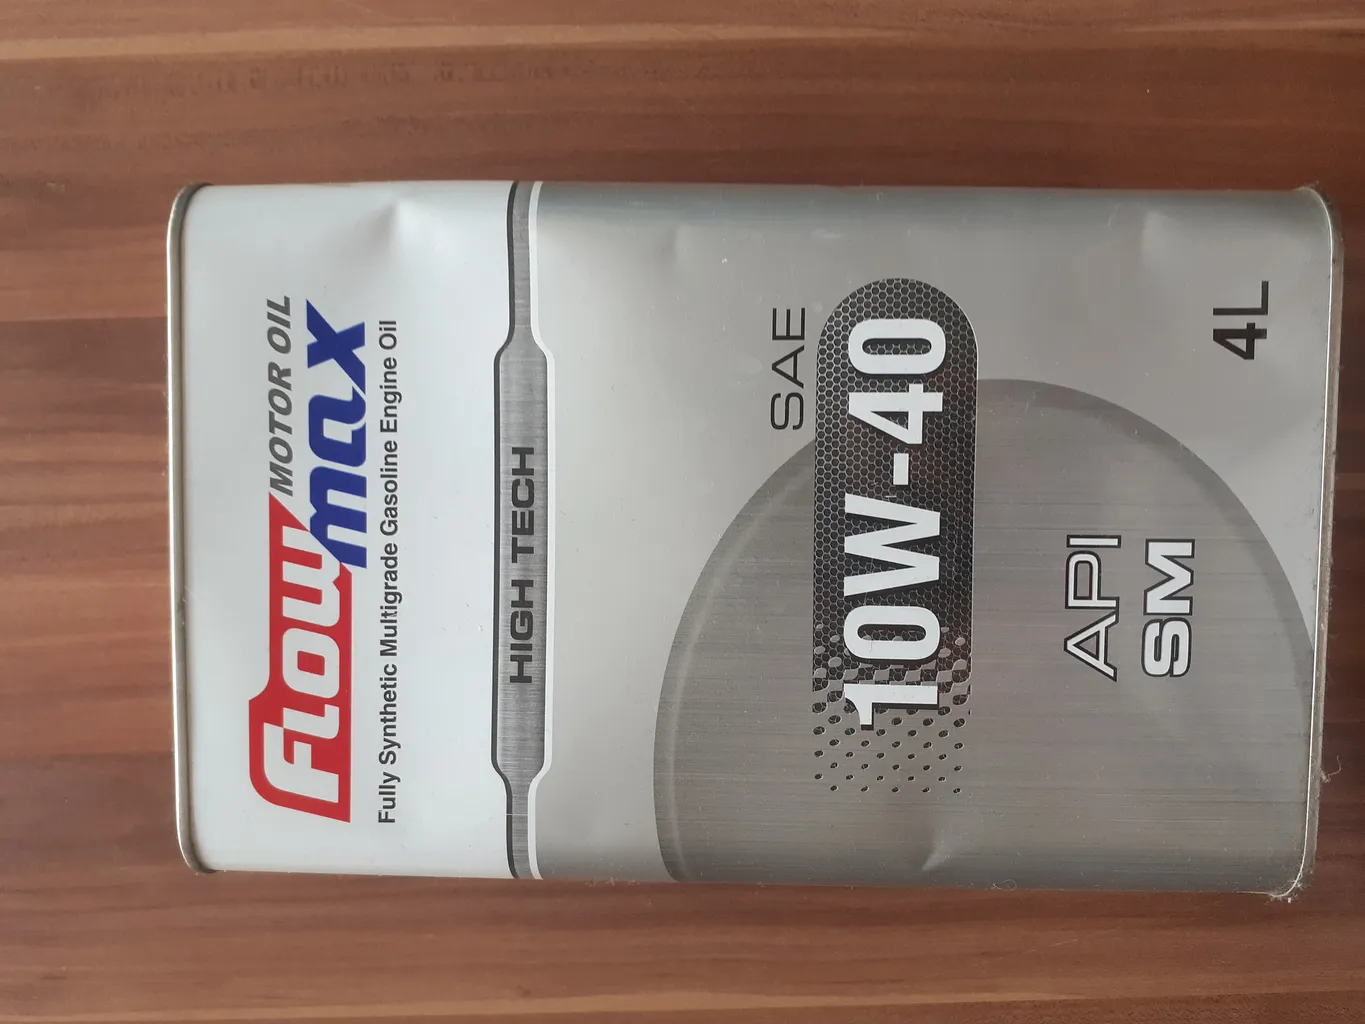 MOTOR OIL
Flow
max
Fully Synthetic Multigrade Gasoline Engine Oil
HIGH TECH
SAE
10W-40
API
SM
4L